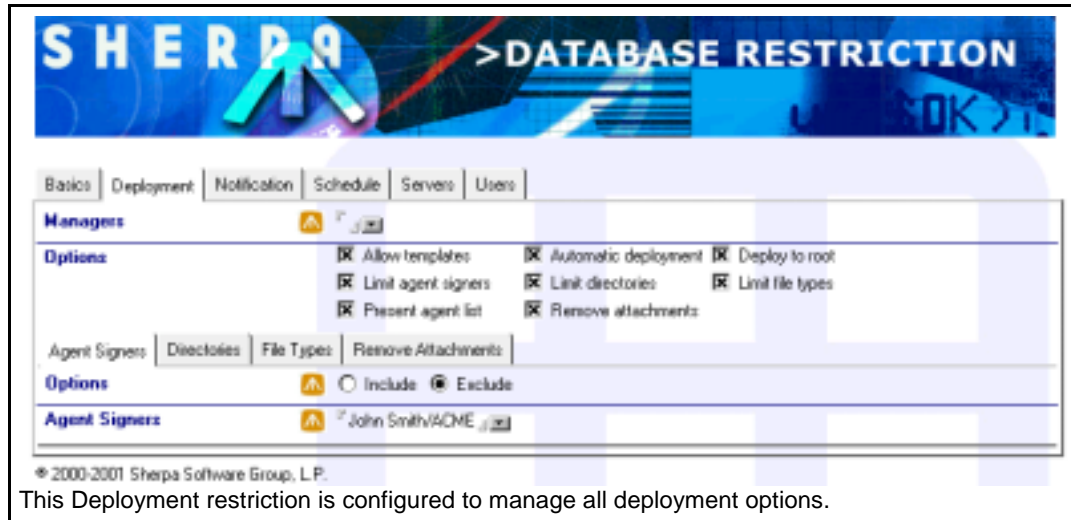 SHERPA >DATABASE RESTRICTION
Basics Deployment Notification Schedule Servers Users
Managers
Options Allow templates Automatic deployment Deploy to root
Limit agent signers Limit directories Limit file types
Present agent list Remove attachments
Agent Signers Directories File Types Remove Attachments
Options Include Exclude
Agent Signers John Smith/ACME
© 2000-2001 Sherpa Software Group, L.P.
This Deployment restriction is configured to manage all deployment options.